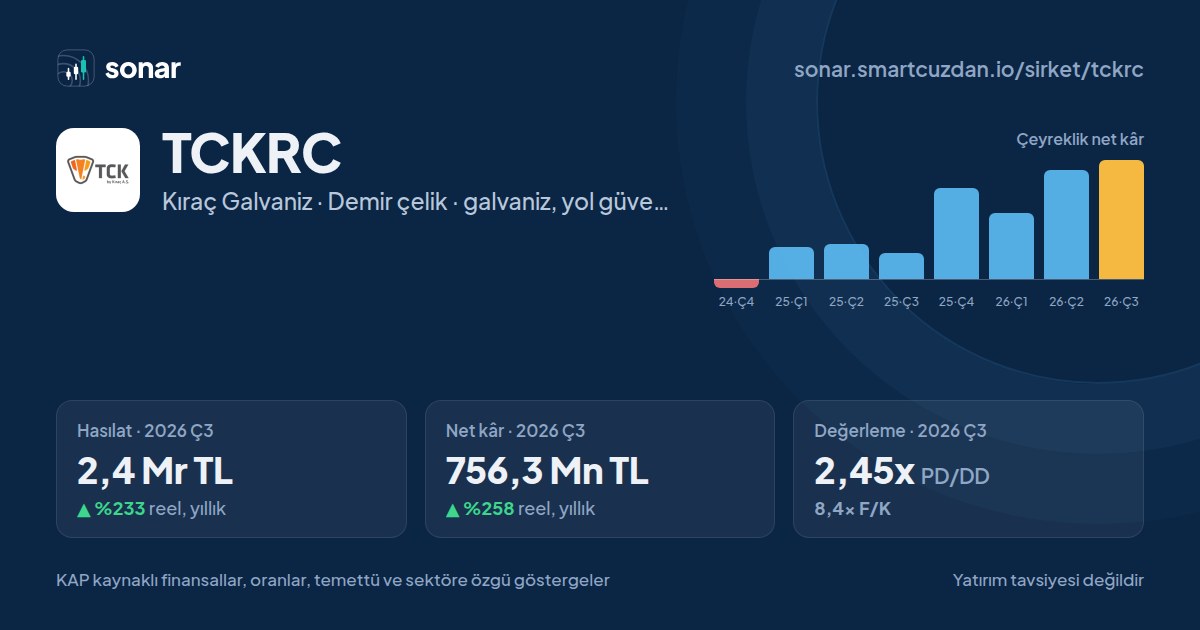 sonar
sonar.smartcuzdan.io/sirket/tckrc
TCK
by Kıraç A.Ş.
TCKRC
Kıraç Galvaniz · Demir çelik · galvaniz, yol güve...
Çeyreklik net kâr
24·Ç4 25·Ç1 25·Ç2 25·Ç3 25·Ç4 26·Ç1 26·Ç2 26·Ç3
Hasılat · 2026 Ç3
2,4 Mr TL
▲ %233 reel, yıllık
Net kâr · 2026 Ç3
756,3 Mn TL
▲ %258 reel, yıllık
Değerleme · 2026 Ç3
2,45x PD/DD
8,4× F/K
KAP kaynaklı finansallar, oranlar, temettü ve sektöre özgü göstergeler
Yatırım tavsiyesi değildir